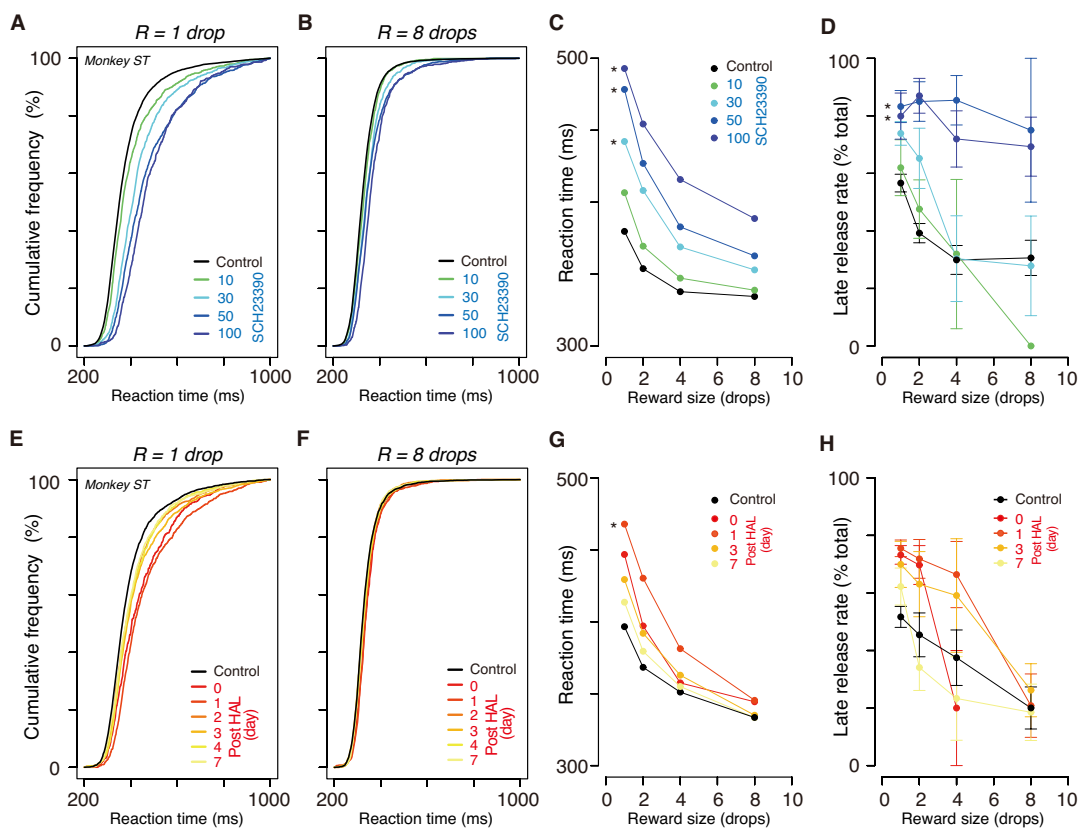 A
R = 1 drop
Monkey ST
100
0
Cumulative frequency (%)
Control
10
30
50
100
SCH23390
200
1000
Reaction time (ms)
B
R = 8 drops
Control
10
30
50
100
SCH23390
200
1000
Reaction time (ms)
C
500
300
Reaction time (ms)
*
*
*
Control
10
30
50
100
SCH23390
0
2
4
6
8
10
Reward size (drops)
D
100
0
Late release rate (% total)
*
*
0
2
4
6
8
10
Reward size (drops)
E
R = 1 drop
Monkey ST
100
0
Cumulative frequency (%)
Control
0
1
2
3
4
7
Post HAL
(day)
200
1000
Reaction time (ms)
F
R = 8 drops
Control
0
1
2
3
4
7
Post HAL
(day)
200
1000
Reaction time (ms)
G
500
300
Reaction time (ms)
*
Control
0
1
3
7
Post HAL
(day)
0
2
4
6
8
10
Reward size (drops)
H
100
0
Late release rate (% total)
Control
0
1
3
7
Post HAL
(day)
0
2
4
6
8
10
Reward size (drops)